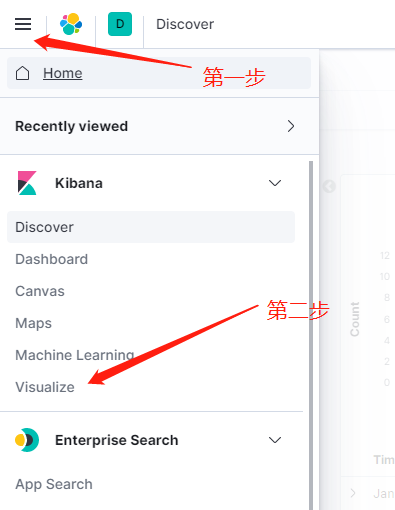 D Discover
Home
第一步
Recently viewed
Kibana
Discover
Dashboard
12
Canvas
10
8
Maps
第二步
6
Count
4
Machine Learning
2
Visualize
0
Enterprise Search
Tim
App Search
Jan